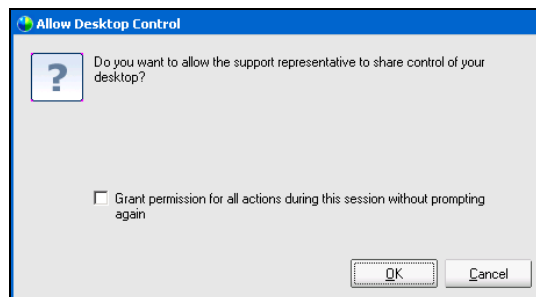 Allow Desktop Control
Do you want to allow the support representative to share control of your
desktop?
Grant permission for all actions during this session without prompting
again
OK
Cancel